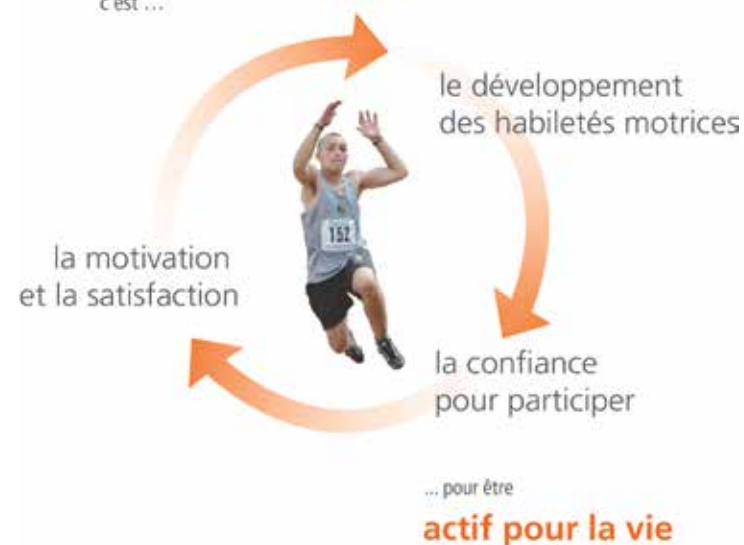 c'est ...
le développement
des habiletés motrices
152
la motivation
et la satisfaction
la confiance
pour participer
... pour être
actif pour la vie